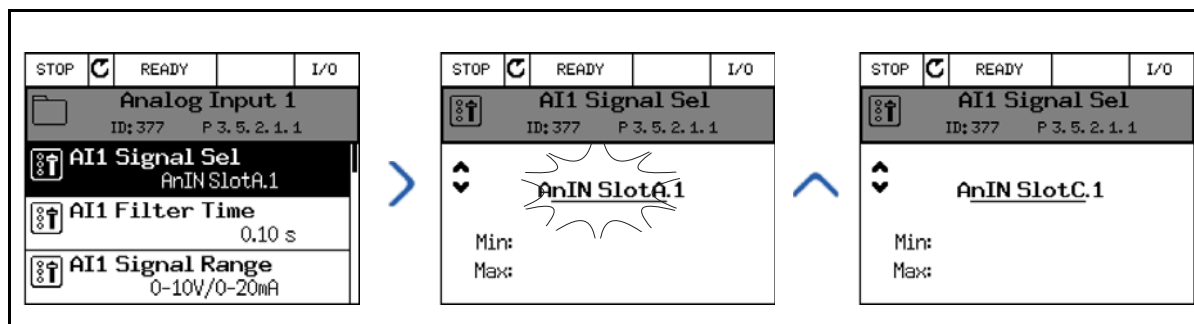 STOP READY I/O
Analog Input 1
ID:377 P3.5.2.1.1
AI1 Signal Sel
AnIN SlotA.1
AI1 Filter Time
0.10 s
AI1 Signal Range
0-10V/0-20mA
STOP READY I/O
AI1 Signal Sel
ID:377 P3.5.2.1.1
AnIN SlotA.1
Min:
Max:
STOP READY I/O
AI1 Signal Sel
ID:377 P3.5.2.1.1
AnIN SlotC.1
Min:
Max: